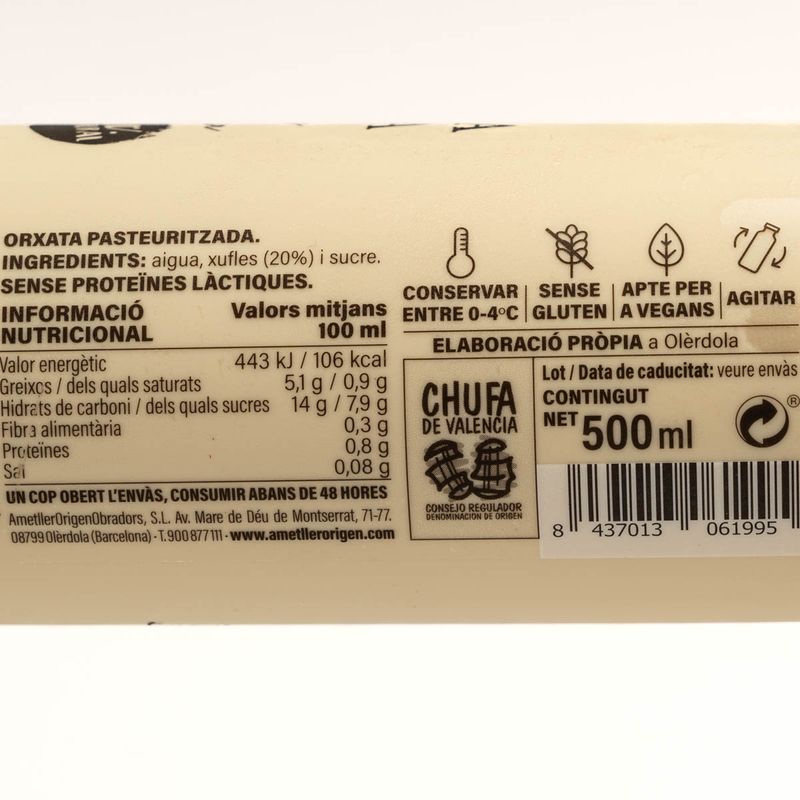 ORXATA PASTEURITZADA.
INGREDIENTS: aigua, xufles (20%) i sucre.
SENSE PROTEÏNES LÀCTIQUES.
INFORMACIÓ NUTRICIONAL
Valors mitjans 100 ml
Valor energètic 443 kJ / 106 kcal
Greixos / dels quals saturats 5,1 g / 0,9 g
Hidrats de carboni / dels quals sucres 14 g / 7,9 g
Fibra alimentària 0,3 g
Proteïnes 0,8 g
Sal 0,08 g
UN COP OBERT L'ENVÀS, CONSUMIR ABANS DE 48 HORES
AmetllerOrigenObradors, S.L. Av. Mare de Déu de Montserrat, 71-77.
08799 Olèrdola (Barcelona) - T.900 877 111 - www.ametllerorigen.com
CONSERVAR
ENTRE 0-4ºC
SENSE
GLUTEN
APTE PER
A VEGANS
AGITAR
ELABORACIÓ PRÒPIA a Olèrdola
CHUFA
DE VALENCIA
CONSEJO REGULADOR
DENOMINACIÓN DE ORIGEN
Lot / Data de caducitat: veure envàs
CONTINGUT
NET 500 ml
®
8 437013 061995